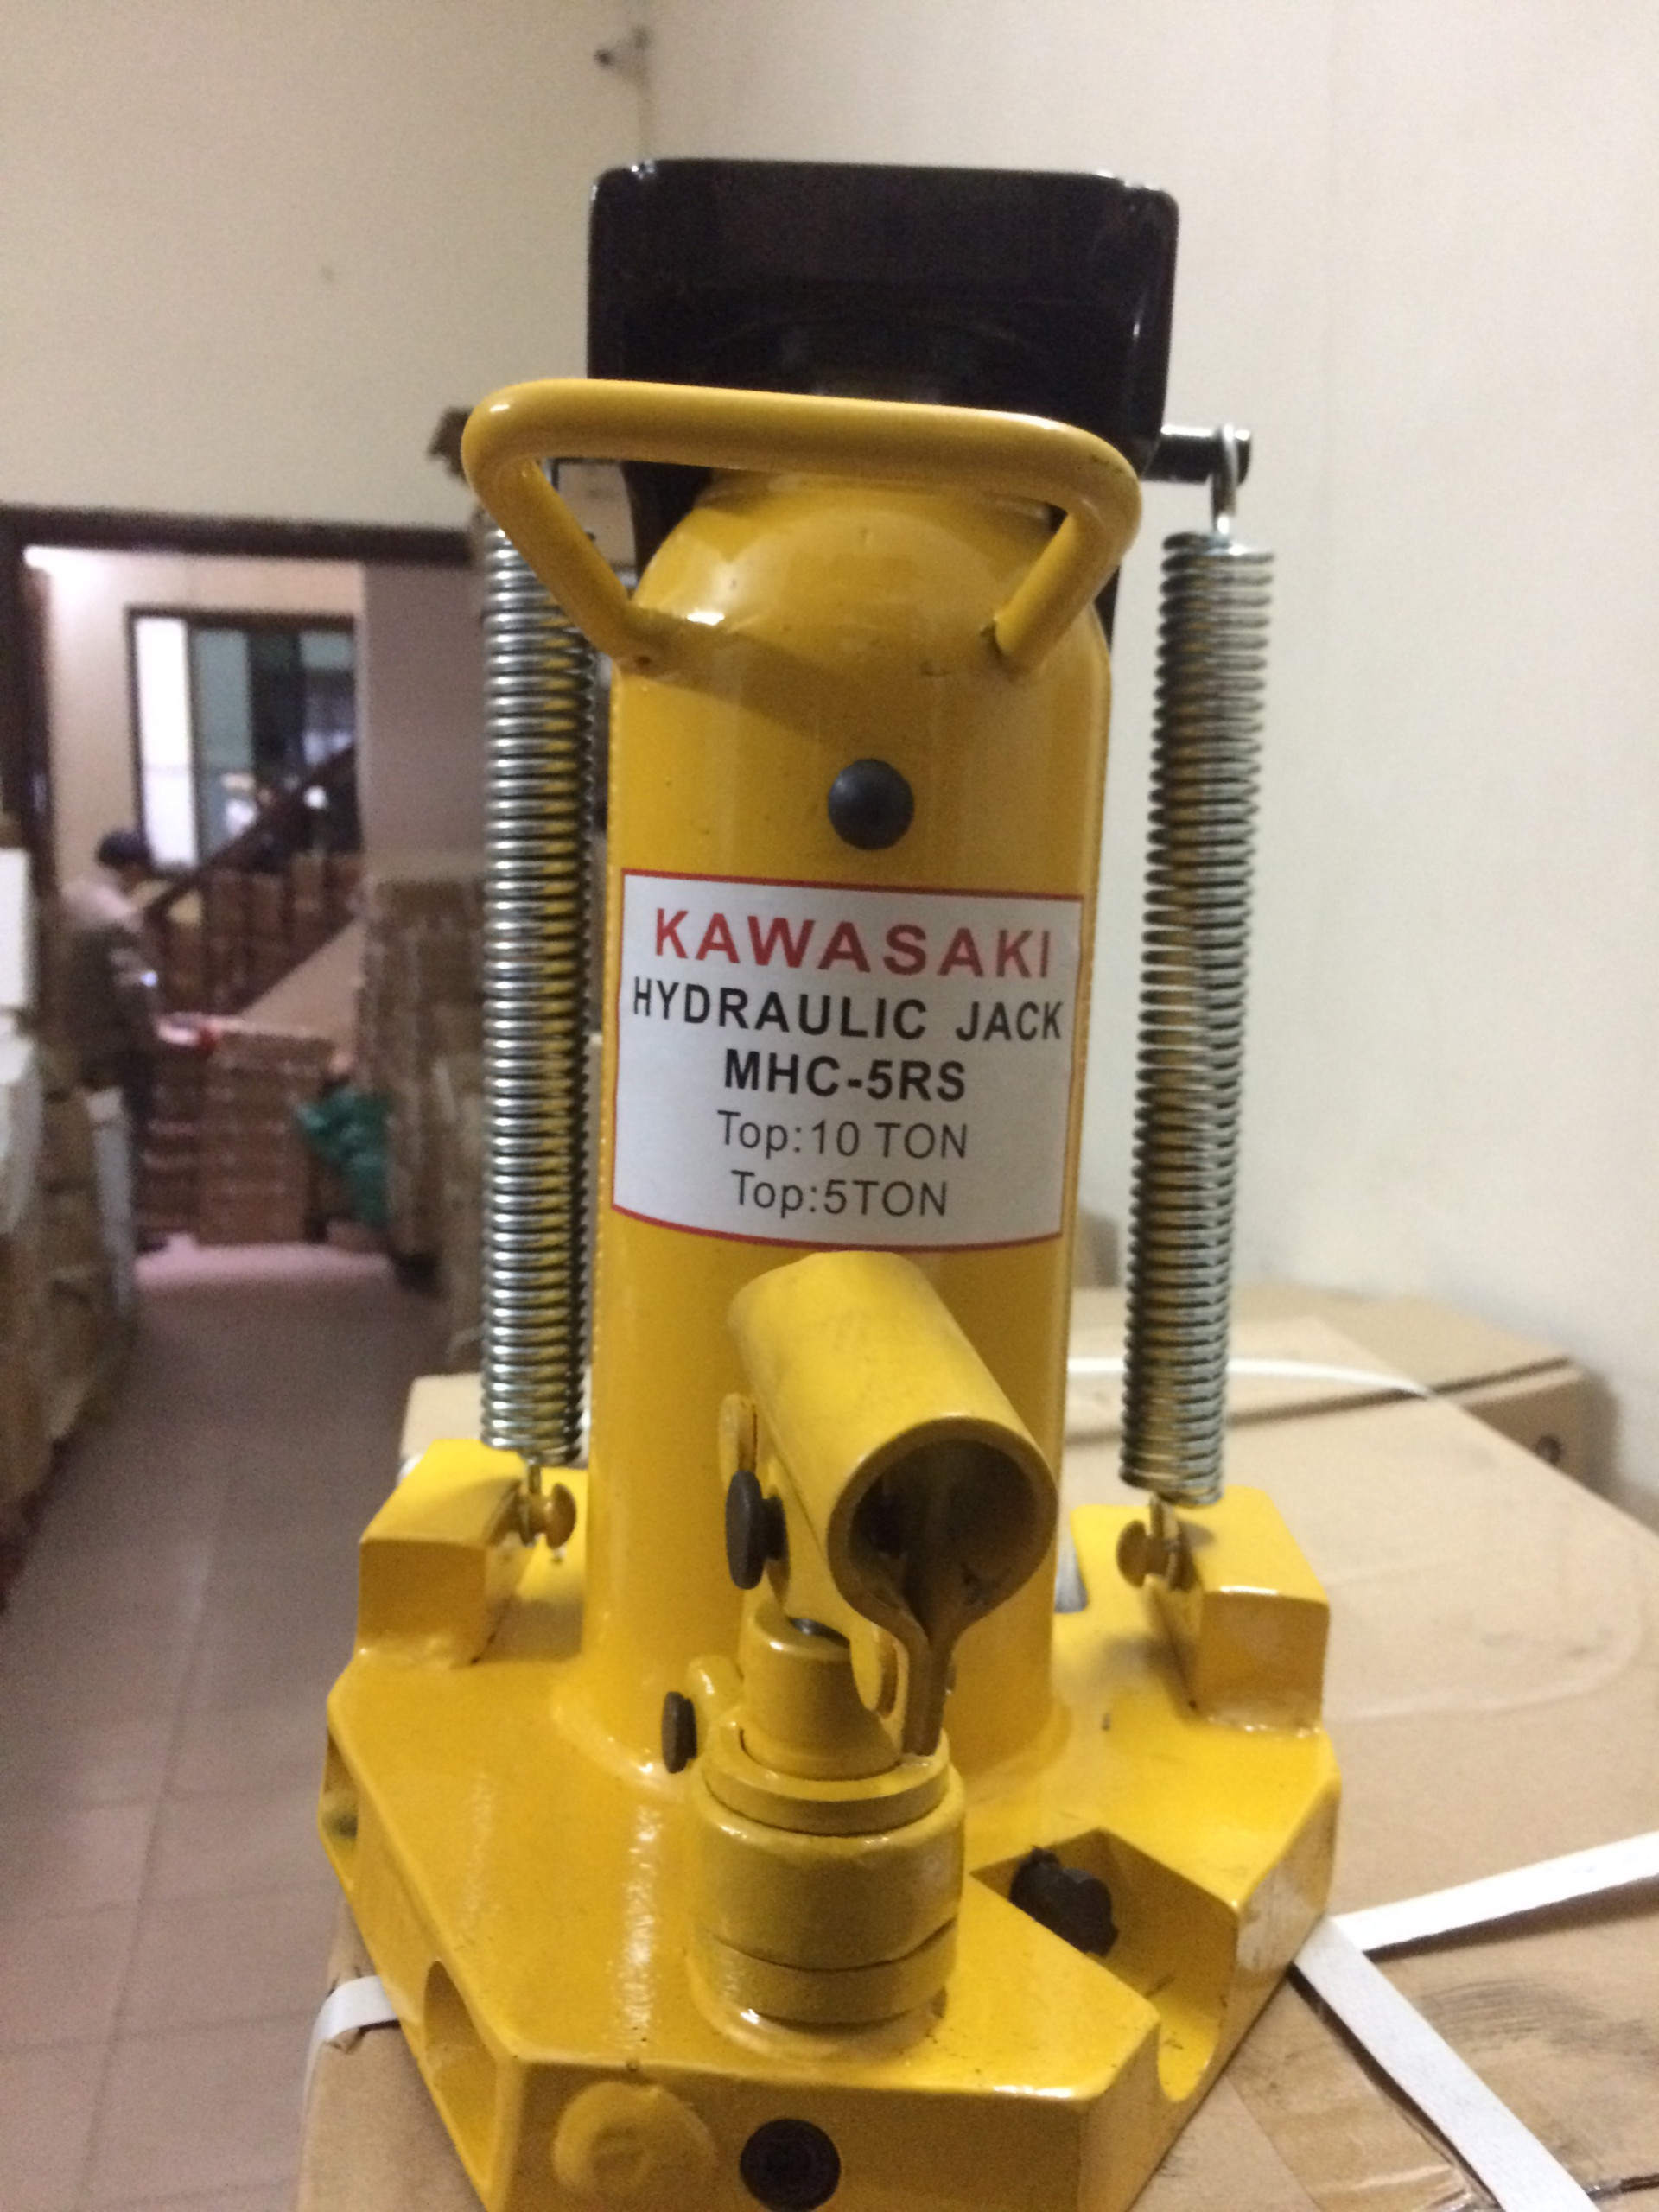 KAWASAKI
HYDRAULIC JACK
MHC-5RS
Top:10 TON
Top:5TON